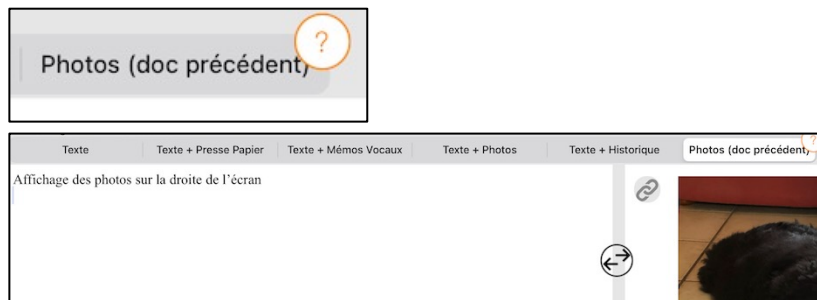 ?
Photos (doc précédent)
Texte Texte + Presse Papier Texte + Mémos Vocaux Texte + Photos Texte + Historique Photos (doc précédent) ?
Affichage des photos sur la droite de l'écran